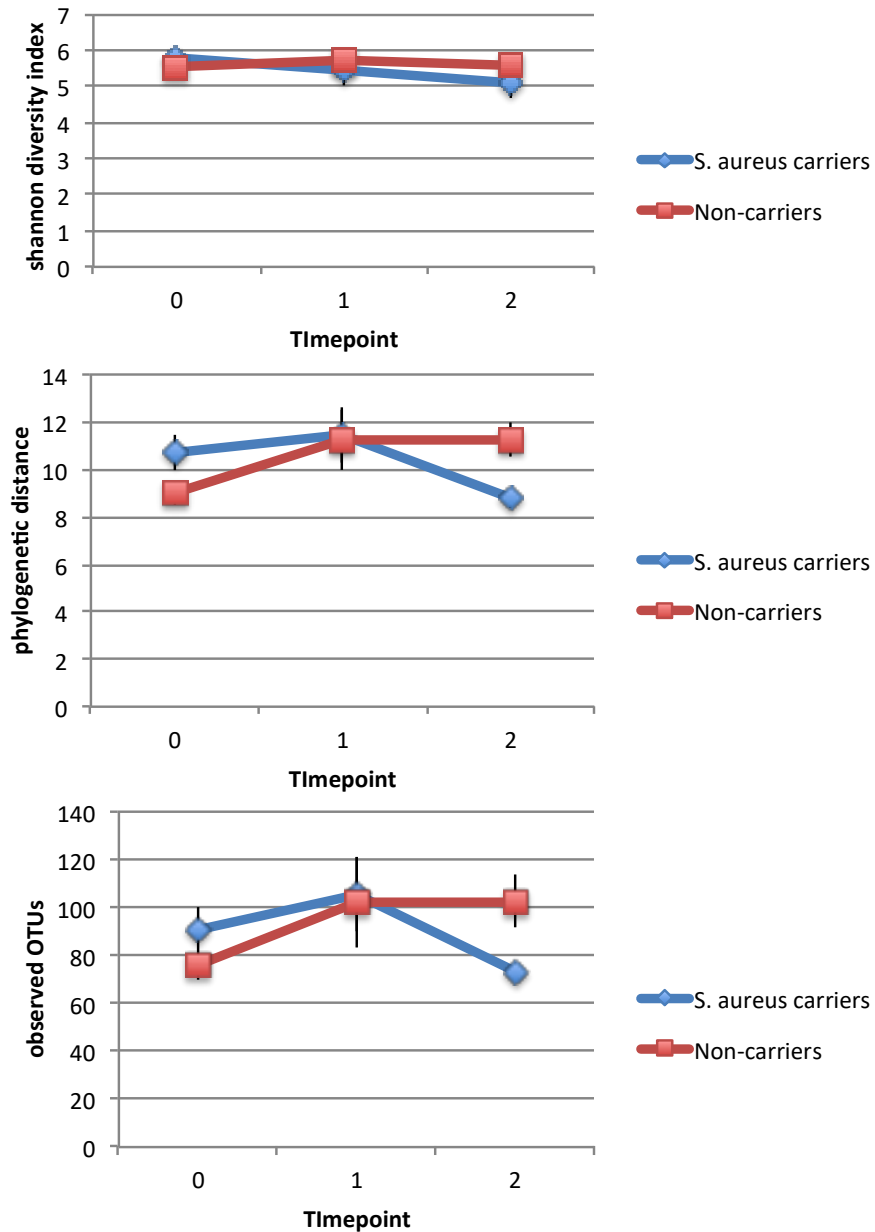 shannon diversity index
7
6
5
4
3
2
1
0
0 1 2
TImepoint
S. aureus carriers
Non-carriers
phylogenetic distance
14
12
10
8
6
4
2
0
0 1 2
TImepoint
S. aureus carriers
Non-carriers
observed OTUs
140
120
100
80
60
40
20
0
0 1 2
TImepoint
S. aureus carriers
Non-carriers